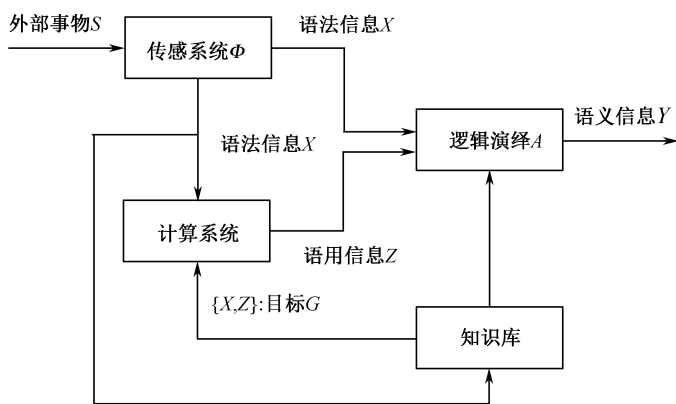 外部事物S
语法信息X
传感系统Φ
语义信息Y
逻辑演绎A
语法信息X
计算系统
语用信息Z
{X,Z}:目标G
知识库